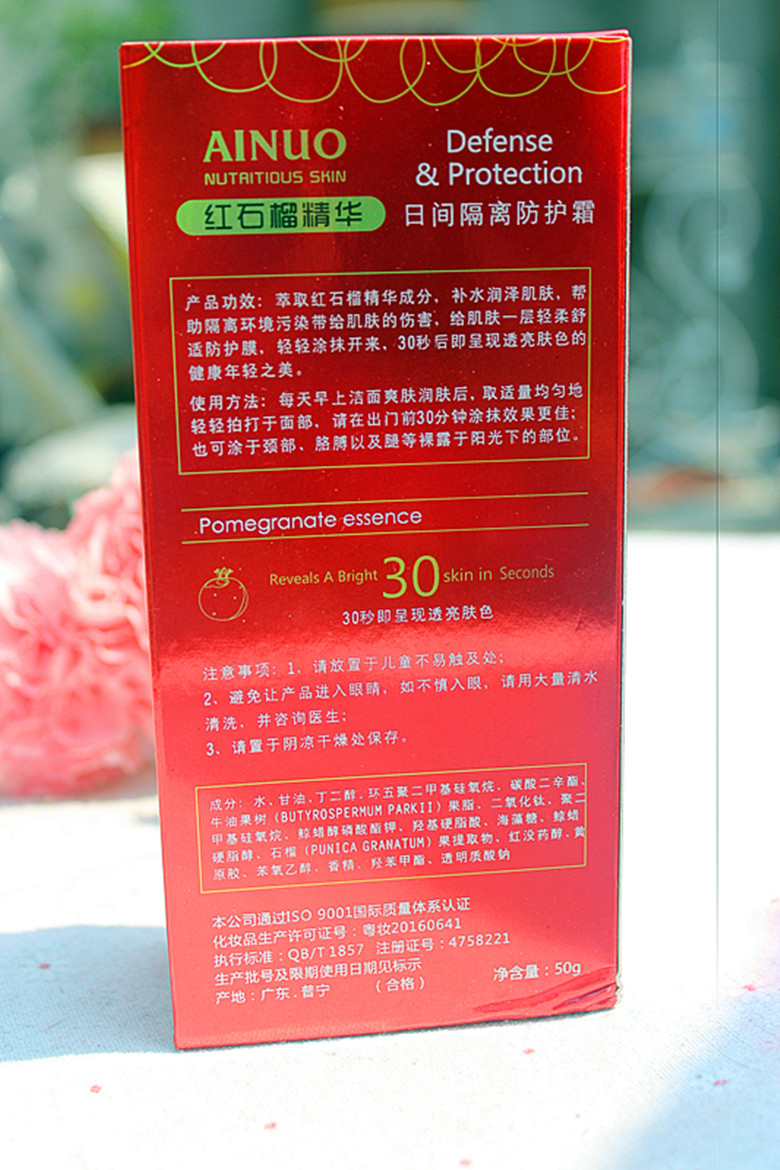 AINUO
NUTRITIOUS SKIN
红石榴精华
Defense
& Protection
日间隔离防护霜
产品功效：萃取红石榴精华成分，补水润泽肌肤，帮
助隔离环境污染带给肌肤的伤害，给肌肤一层轻柔舒
适防护膜，轻轻涂抹开来，30秒后即呈现透亮肤色的
健康年轻之美。
使用方法：每天早上洁面爽肤润肤后、取适量均匀地
轻轻拍打于面部、请在出门前30分钟涂抹效果更佳；
也可涂于颈部、胳膊以及腿等裸露于阳光下的部位。
Pomegranate essence
Reveals A Bright 30 skin in Seconds
30秒即呈现透亮肤色
注意事项：1、请放置于儿童不易触及处；
2、避免让产品进入眼睛，如不慎入眼，请用大量清水
清洗，并咨询医生；
3、请置于阴凉干燥处保存。
成分：水、甘油、丁二醇、环五聚二甲基硅氧烷、碳酸二辛酯、
牛油果树（BUTYROSPERMUM PARKII）果脂、二氧化钛、聚二
甲基硅氧烷、鲸蜡醇磷酸酯钾、羟基硬脂酸、海藻糖、鲸蜡
硬脂醇、石榴（PUNICA GRANATUM）果提取物、红没药醇、黄
原胶、苯氧乙醇、香精、羟苯甲酯、透明质酸钠
本公司通过ISO 9001国际质量体系认证
化妆品生产许可证号：粤妆20160641
执行标准：QB/T 1857 注册证号：4758221
生产批号及限期使用日期见标示
产地：广东．普宁 （合格） 净含量：50g